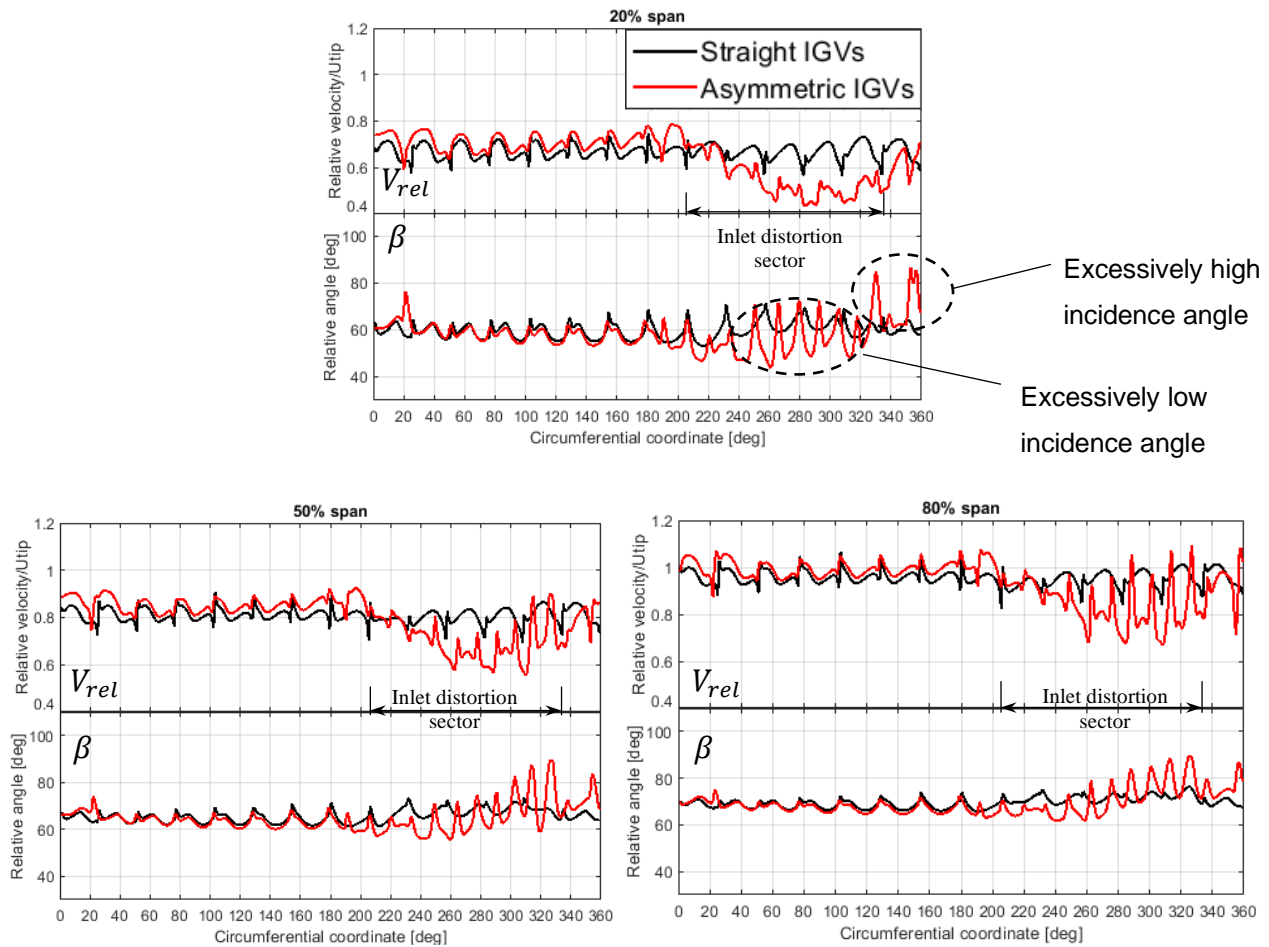 20% span
1.2
1
0.8
0.6
0.4
Relative velocity/Utip
Straight IGVs
Asymmetric IGVs
V_rel
100
80
60
40
Relative angle [deg]
β
Inlet distortion
sector
Excessively high
incidence angle
Excessively low
incidence angle
0 20 40 60 80 100 120 140 160 180 200 220 240 260 280 300 320 340 360
Circumferential coordinate [deg]
50% span
1.2
1
0.8
0.6
0.4
Relative velocity/Utip
V_rel
Inlet distortion
sector
100
80
60
40
Relative angle [deg]
β
0 20 40 60 80 100 120 140 160 180 200 220 240 260 280 300 320 340 360
Circumferential coordinate [deg]
80% span
1.2
1
0.8
0.6
0.4
Relative velocity/Utip
V_rel
Inlet distortion
sector
100
80
60
40
Relative angle [deg]
β
0 20 40 60 80 100 120 140 160 180 200 220 240 260 280 300 320 340 360
Circumferential coordinate [deg]